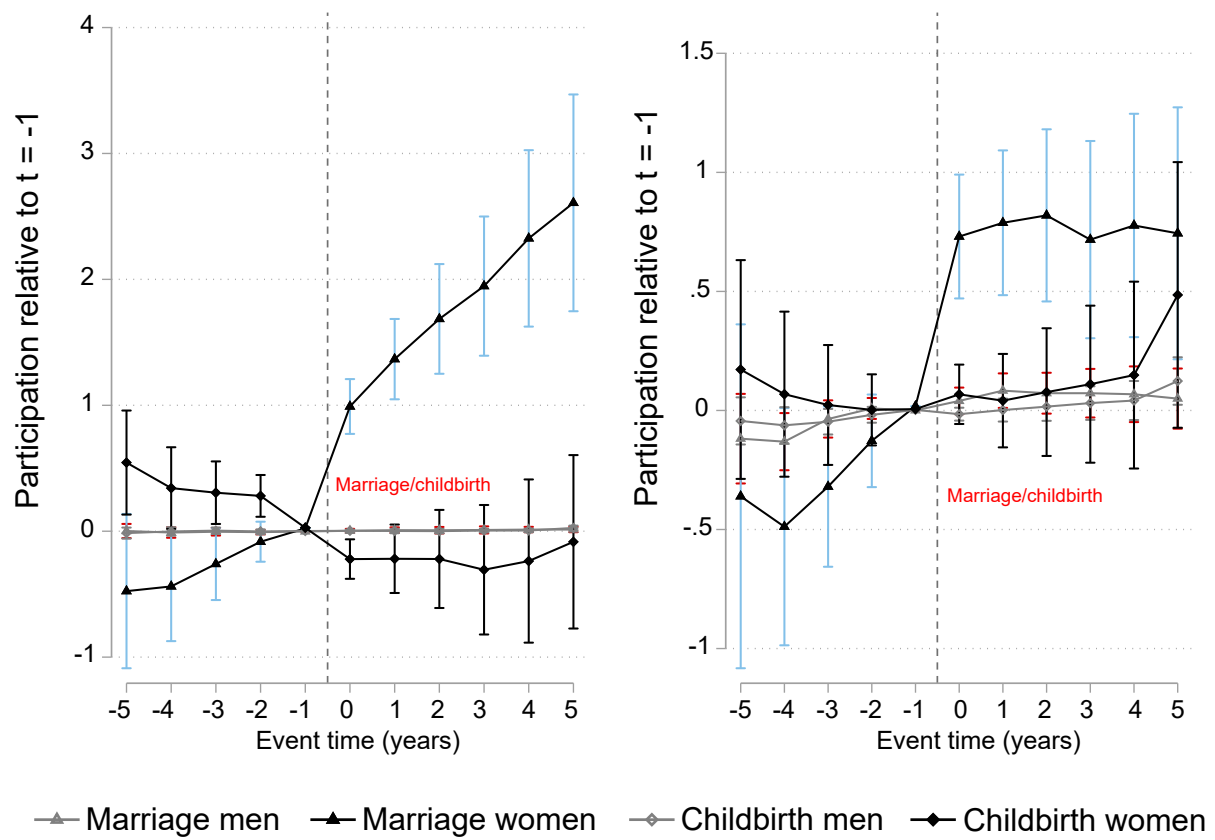 Participation relative to t = -1
4
3
2
1
0
-1
Marriage/childbirth
-5 -4 -3 -2 -1 0 1 2 3 4 5
Event time (years)
Participation relative to t = -1
1.5
1
.5
0
-.5
-1
Marriage/childbirth
-5 -4 -3 -2 -1 0 1 2 3 4 5
Event time (years)
Marriage men Marriage women Childbirth men Childbirth women